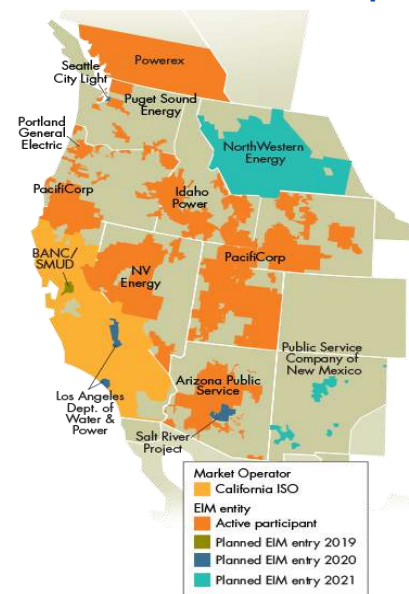 Powerex
Seattle
City Light
Puget Sound
Energy
Portland
General
Electric
NorthWestern
Energy
PacifiCorp
Idaho
Power
BANC/
SMUD
NV
Energy
PacifiCorp
Public Service
Company of
New Mexico
Los Angeles
Dept. of
Water &
Power
Arizona Public
Service
Salt River
Project
Market Operator
California ISO
EIM entity
Active participant
Planned EIM entry 2019
Planned EIM entry 2020
Planned EIM entry 2021